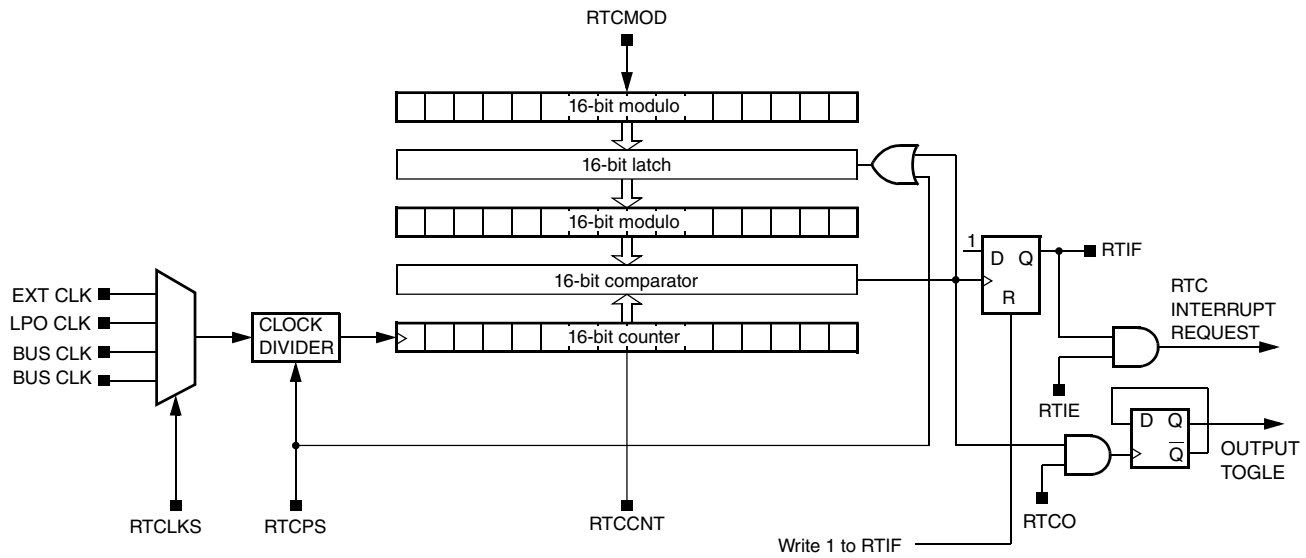 RTCMOD
16-bit modulo
16-bit latch
16-bit modulo
16-bit comparator
16-bit counter
EXT CLK
LPO CLK
BUS CLK
BUS CLK
CLOCK
DIVIDER
1
D Q
R
RTIF
RTC
INTERRUPT
REQUEST
RTIE
D Q
Q
OUTPUT
TOGLE
RTCO
RTCLKS
RTCPS
RTCCNT
Write 1 to RTIF